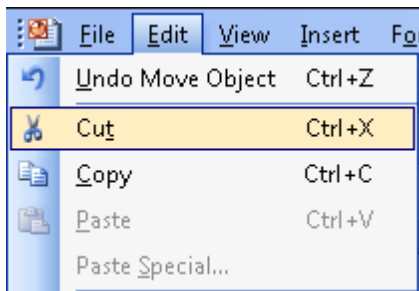 File Edit View Insert Fo
Undo Move Object Ctrl+Z
Cut Ctrl+X
Copy Ctrl+C
Paste Ctrl+V
Paste Special...